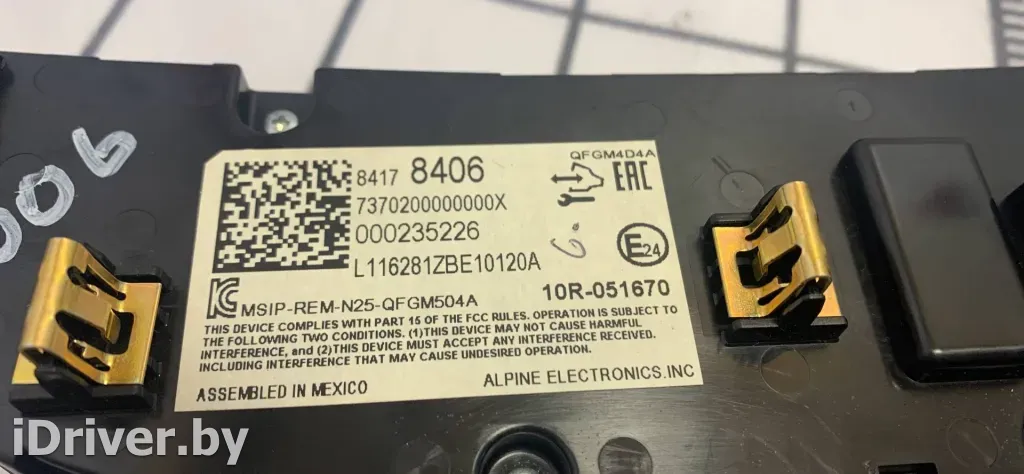 006
QFGM4D4A
8417 8406
EAC
7370200000000X
000235226
L116281ZBE10120A
6.
E24
10R-051670
MSIP-REM-N25-QFGM504A
THIS DEVICE COMPLIES WITH PART 15 OF THE FCC RULES. OPERATION IS SUBJECT TO
THE FOLLOWING TWO CONDITIONS. (1)THIS DEVICE MAY NOT CAUSE HARMFUL
INTERFERENCE, and (2)THIS DEVICE MUST ACCEPT ANY INTERFERENCE RECEIVED.
INCLUDING INTERFERENCE THAT MAY CAUSE UNDESIRED OPERATION.
ASSEMBLED IN MEXICO
ALPINE ELECTRONICS.INC
iDriver.by